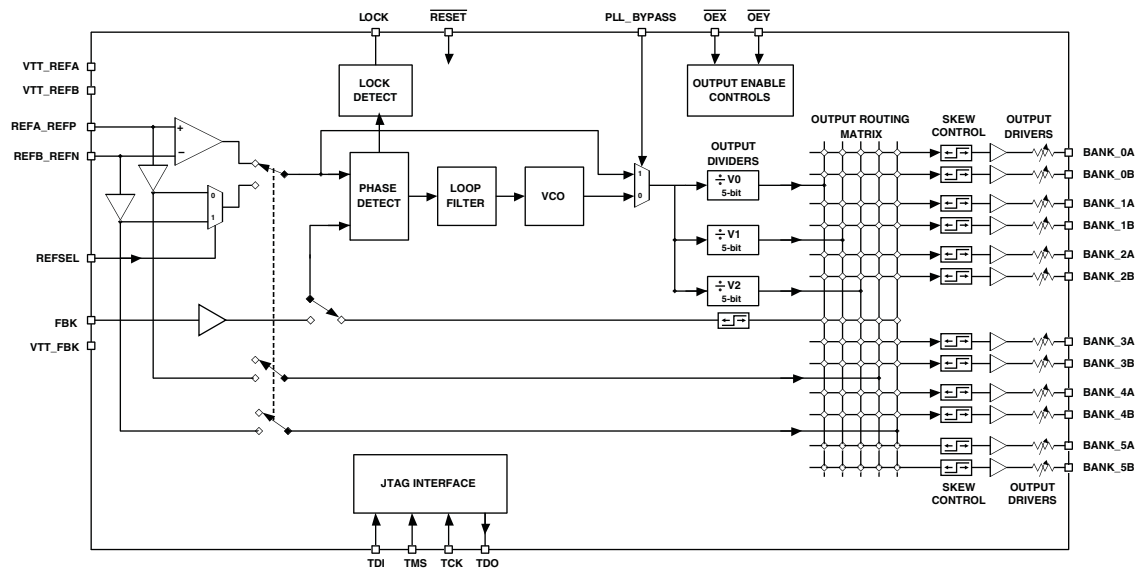 LOCK
RESET
PLL_BYPASS
OEX
OEY
VTT_REFA
VTT_REFB
REFA_REFP
REFB_REFN
REFSEL
FBK
VTT_FBK
+
−
0
1
LOCK
DETECT
PHASE
DETECT
LOOP
FILTER
VCO
1
0
OUTPUT ENABLE
CONTROLS
OUTPUT
DIVIDERS
÷ V0
5-bit
÷ V1
5-bit
÷ V2
5-bit
OUTPUT ROUTING
MATRIX
SKEW
CONTROL
OUTPUT
DRIVERS
BANK_0A
BANK_0B
BANK_1A
BANK_1B
BANK_2A
BANK_2B
BANK_3A
BANK_3B
BANK_4A
BANK_4B
BANK_5A
BANK_5B
SKEW
CONTROL
OUTPUT
DRIVERS
JTAG INTERFACE
TDI
TMS
TCK
TDO